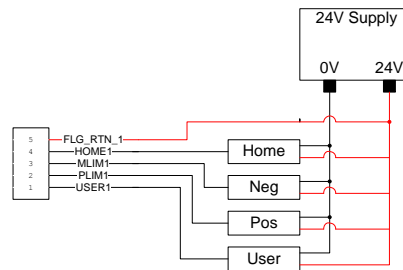 24V Supply
0V 24V
5 FLG_RTN_1
4 HOME1 Home
3 MLIM1
2 PLIM1 Neg
1 USER1
Pos
User